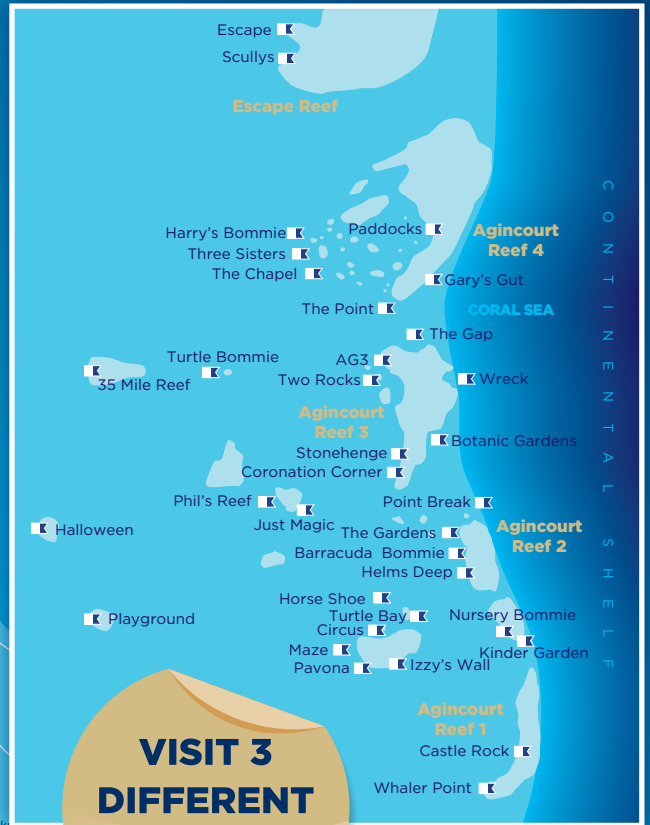 Escape
Scullys
Escape Reef
Harry's Bommie
Paddocks
Agincourt
Reef 4
Three Sisters
The Chapel
Gary's Gut
The Point
CORAL SEA
The Gap
Turtle Bommie
AG3
35 Mile Reef
Two Rocks
Wreck
Agincourt
Reef 3
Botanic Gardens
Stonehenge
Coronation Corner
Phil's Reef
Point Break
Just Magic
Halloween
The Gardens
Agincourt
Reef 2
Barracuda Bommie
Helms Deep
Horse Shoe
Turtle Bay
Nursery Bommie
Playground
Circus
Maze
Kinder Garden
Pavona
Izzy's Wall
Agincourt
Reef 1
Castle Rock
Whaler Point
CONTINENTAL SHELF
VISIT 3
DIFFERENT